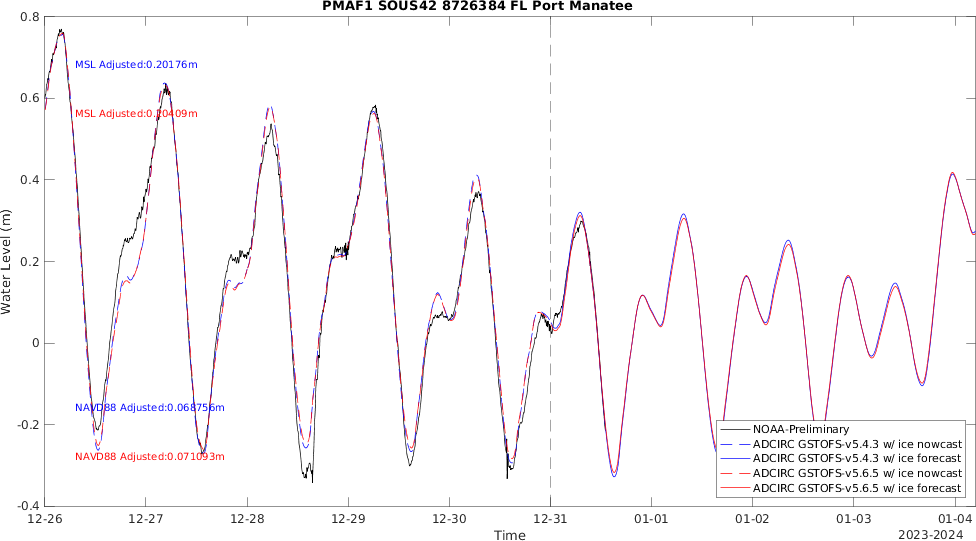 PMAF1 SOUS42 8726384 FL Port Manatee
0.8
0.6
0.4
0.2
0
-0.2
-0.4
Water Level (m)
MSL Adjusted:0.20176m
MSL Adjusted:0.20409m
NAVD88 Adjusted:0.068756m
NAVD88 Adjusted:0.071093m
NOAA-Preliminary
ADCIRC GSTOFS-v5.4.3 w/ ice nowcast
ADCIRC GSTOFS-v5.4.3 w/ ice forecast
ADCIRC GSTOFS-v5.6.5 w/ ice nowcast
ADCIRC GSTOFS-v5.6.5 w/ ice forecast
12-26 12-27 12-28 12-29 12-30 12-31 01-01 01-02 01-03 01-04
Time
2023-2024